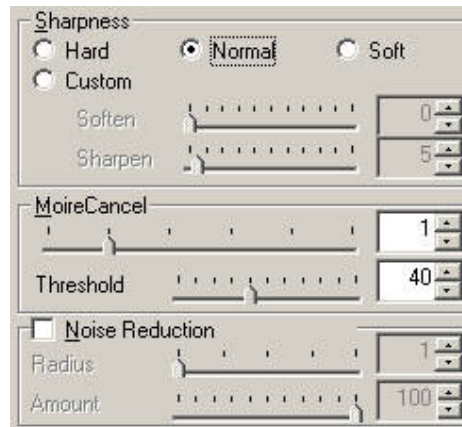 Sharpness
Hard Normal Soft
Custom
Soften 0
Sharpen 5
MoireCancel
1
Threshold 40
Noise Reduction
Radius 1
Amount 100